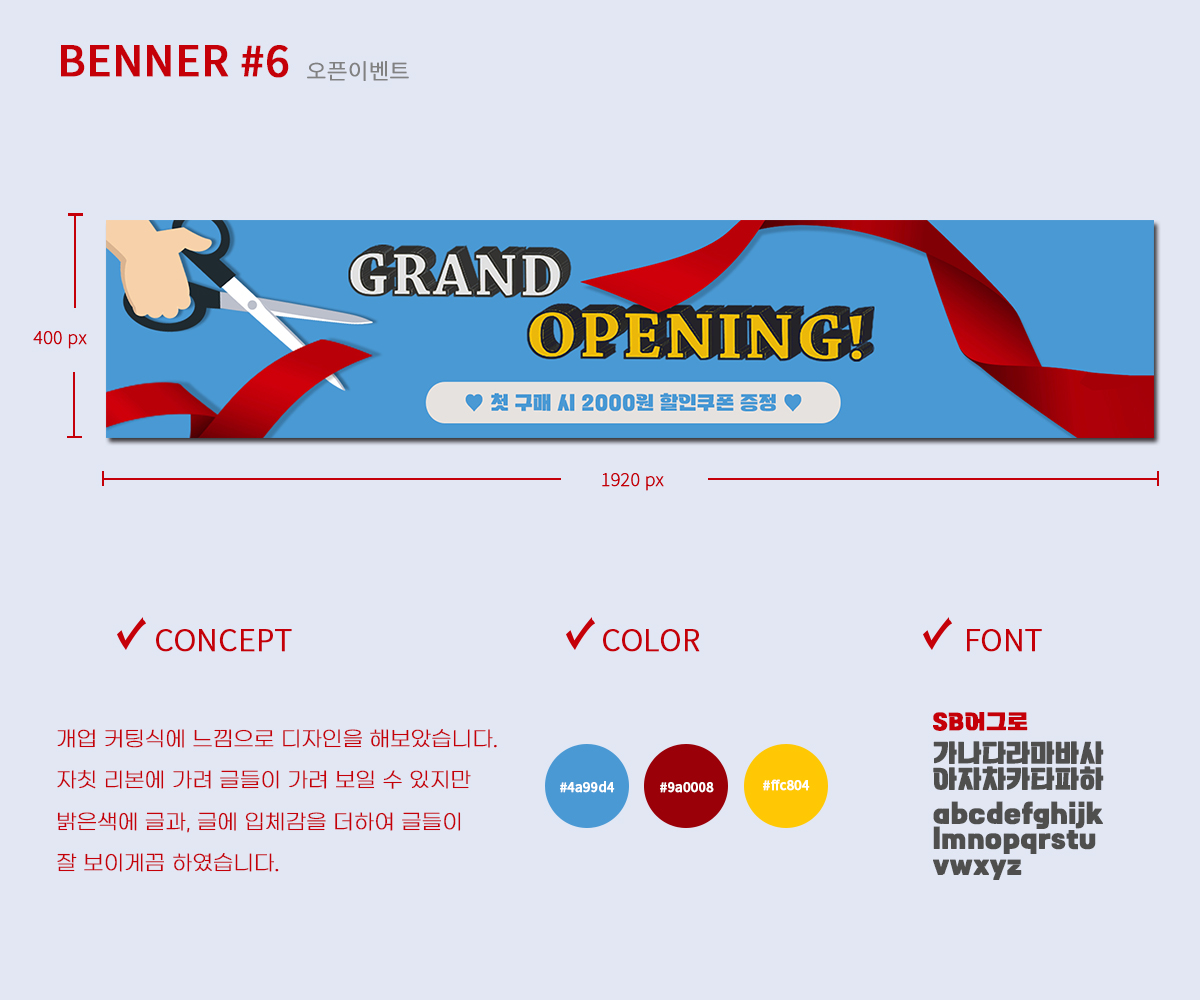 BENNER #6 오픈이벤트
GRAND
OPENING!
400 px
♥ 첫 구매 시 2000원 할인쿠폰 증정 ♥
1920 px
CONCEPT
COLOR
FONT
개업 커팅식에 느낌으로 디자인을 해보았습니다.
자칫 리본에 가려 글들이 가려 보일 수 있지만
밝은색에 글과, 글에 입체감을 더하여 글들이
잘 보이게끔 하였습니다.
#4a99d4
#9a0008
#ffc804
SB어그로
가나다라마바사
아자차카타파하
abcdefghijk
lmnopqrstu
vwxyz